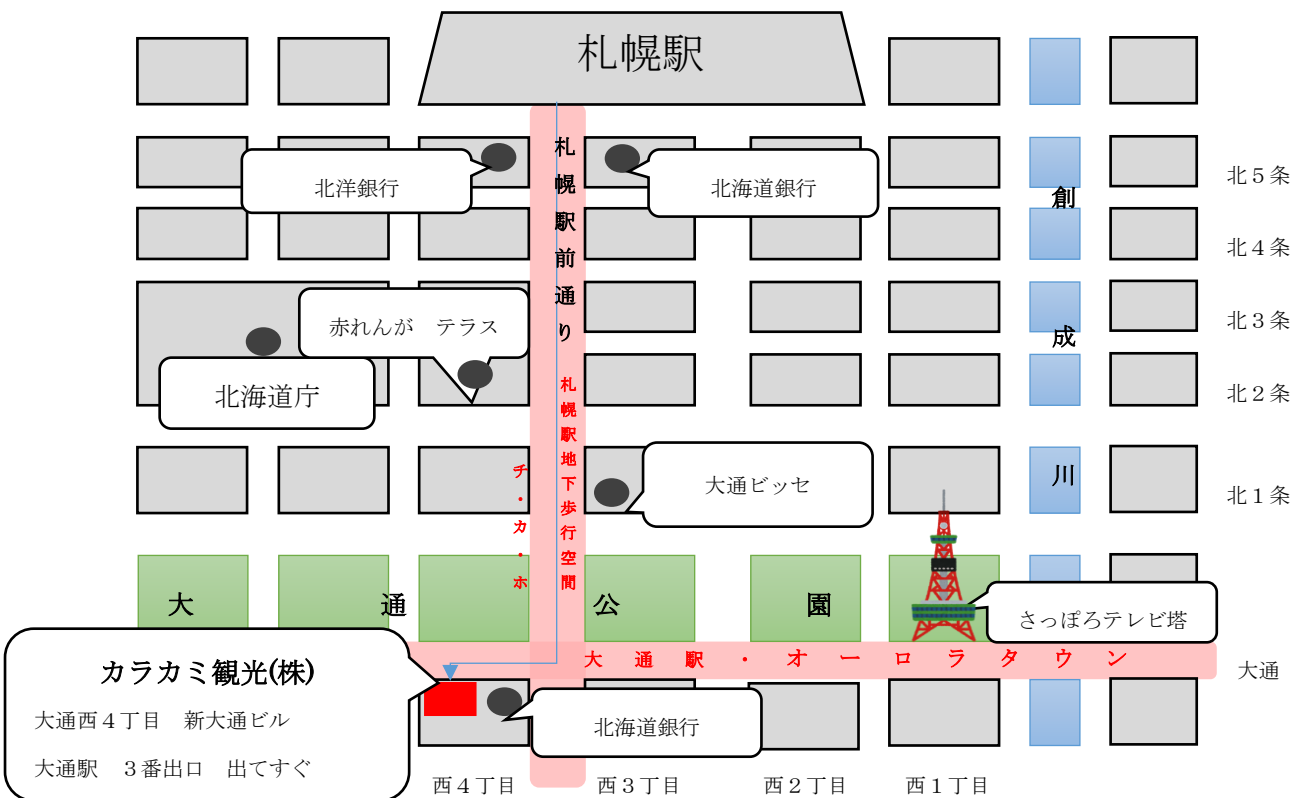 札幌駅
札幌駅前通り
北洋銀行
北海道銀行
北５条
創成川
北４条
赤れんが　テラス
北３条
北海道庁
北２条
札幌駅地下歩行空間
チ・カ・ホ
大通ビッセ
北１条
大通公園
さっぽろテレビ塔
大通駅・オーロラタウン
大通
カラカミ観光(株)
大通西４丁目　新大通ビル
大通駅　３番出口　出てすぐ
北海道銀行
西４丁目
西３丁目
西２丁目
西１丁目